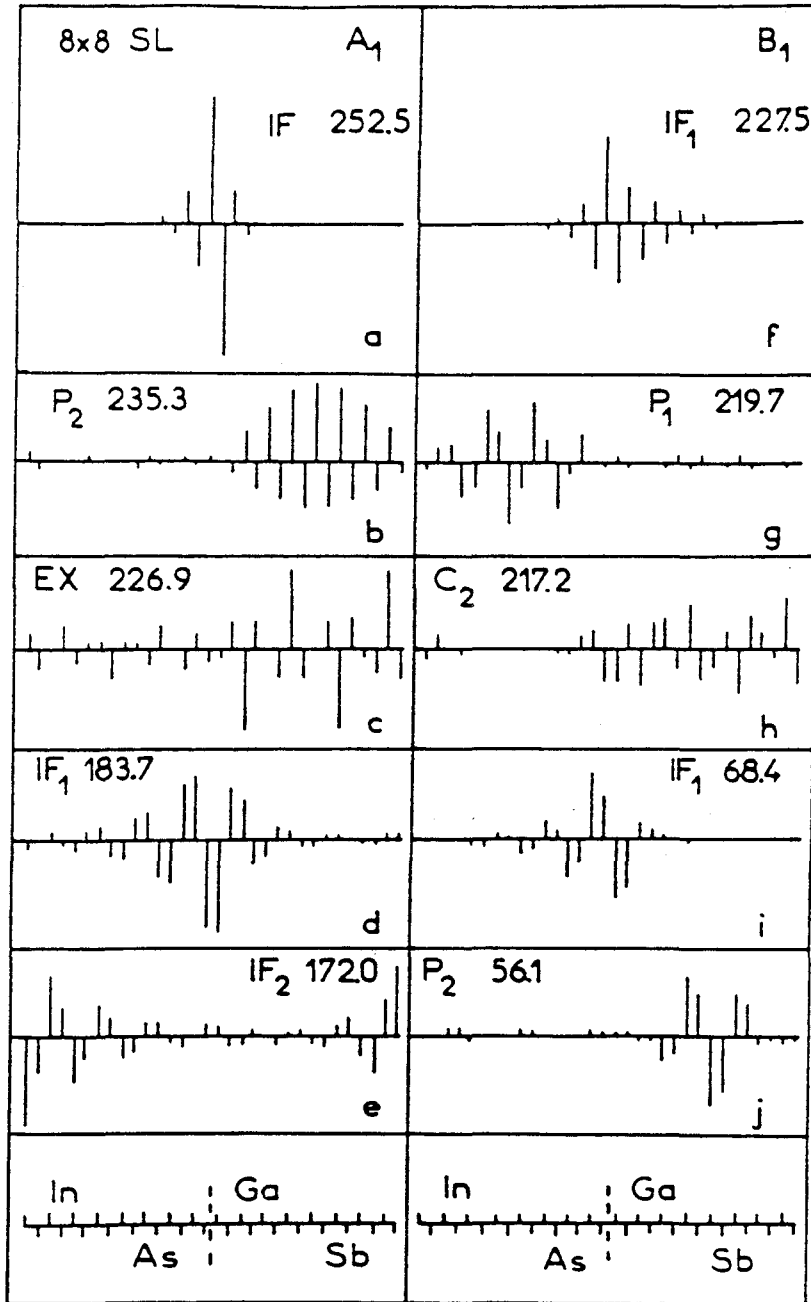 8x8 SL A₁
IF 252.5
a
B₁
IF₁ 227.5
f
P₂ 235.3
b
P₁ 219.7
g
EX 226.9
c
C₂ 217.2
h
IF₁ 183.7
d
IF₁ 68.4
i
IF₂ 172.0
e
P₂ 56.1
j
In Ga
As Sb
In Ga
As Sb